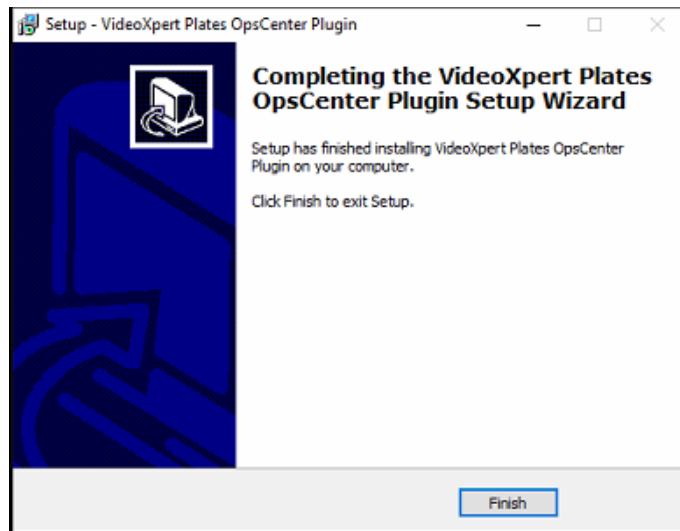 Setup - VideoXpert Plates OpsCenter Plugin
Completing the VideoXpert Plates
OpsCenter Plugin Setup Wizard
Setup has finished installing VideoXpert Plates OpsCenter
Plugin on your computer.
Click Finish to exit Setup.
Finish